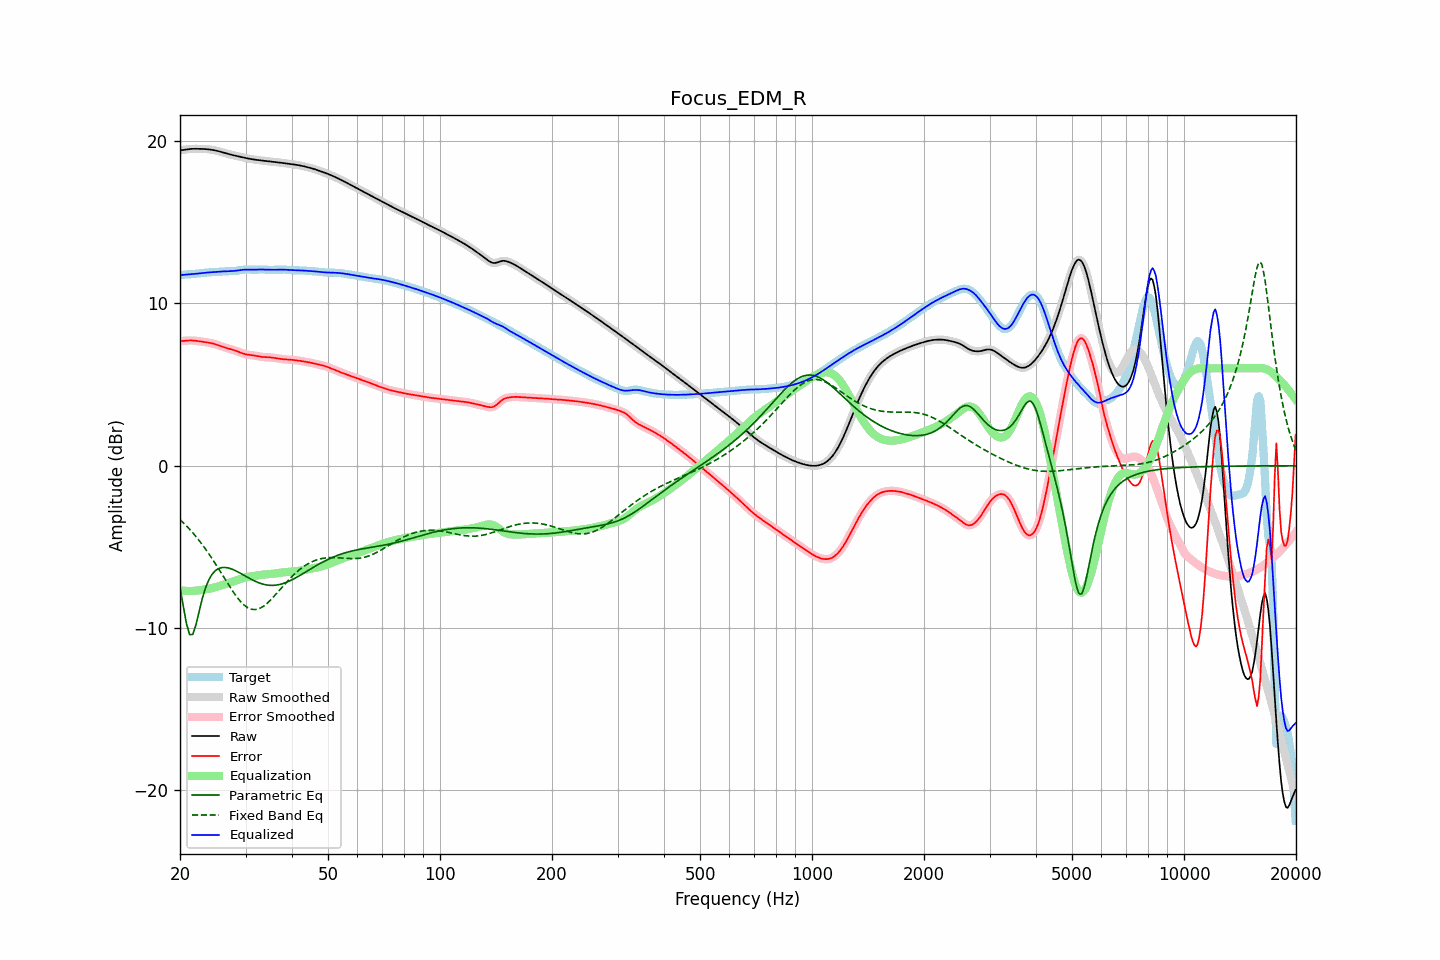 Focus_EDM_R
20
10
0
−10
−20
Amplitude (dBr)
Target
Raw Smoothed
Error Smoothed
Raw
Error
Equalization
Parametric Eq
Fixed Band Eq
Equalized
20 50 100 200 500 1000 2000 5000 10000 20000
Frequency (Hz)